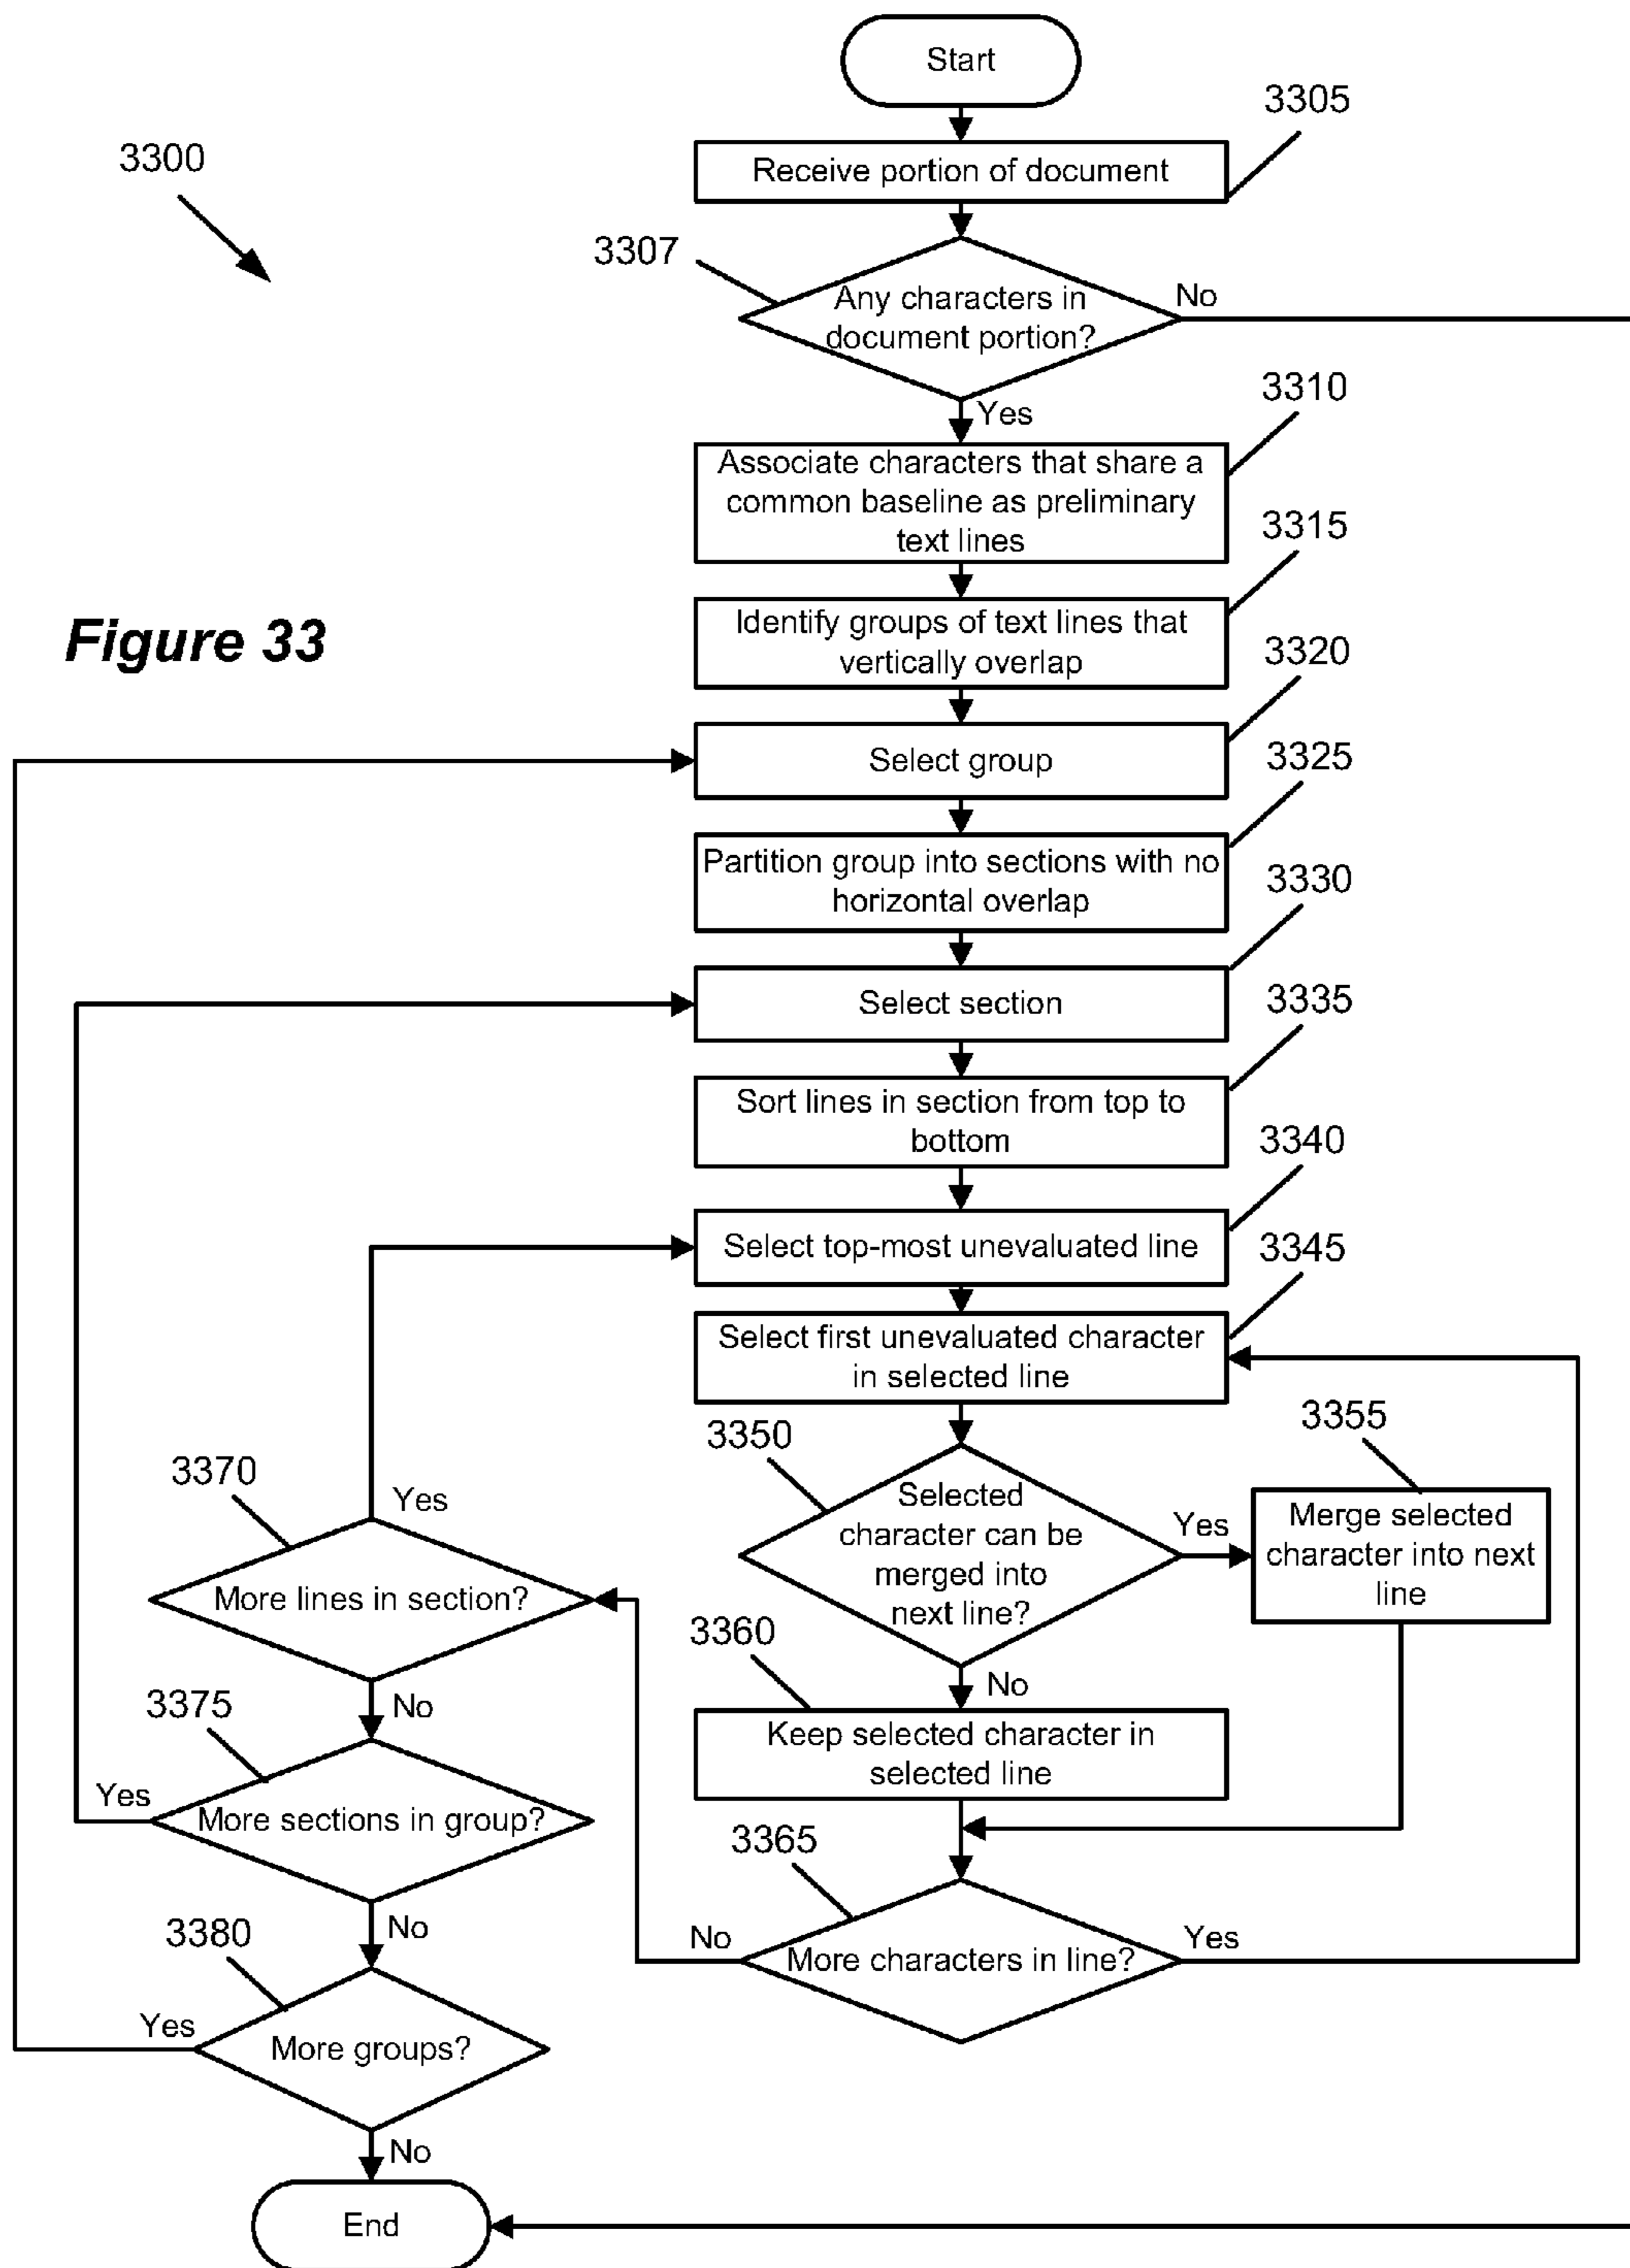 Start
3305
3300
Receive portion of document
3307
Any characters in
document portion?
No
Yes
3310
Associate characters that share a
common baseline as preliminary
text lines
3315
Figure 33
Identify groups of text lines that
vertically overlap
3320
Select group
3325
Partition group into sections with no
horizontal overlap
3330
Select section
3335
Sort lines in section from top to
bottom
3340
Select top-most unevaluated line
3345
Select first unevaluated character
in selected line
3350
Selected
character can be
merged into
next line?
Yes
3355
Merge selected
character into next
line
No
3360
Keep selected character in
selected line
3365
More characters in line?
No
Yes
3370
Yes
More lines in section?
No
3375
Yes
More sections in group?
No
3380
Yes
More groups?
No
End